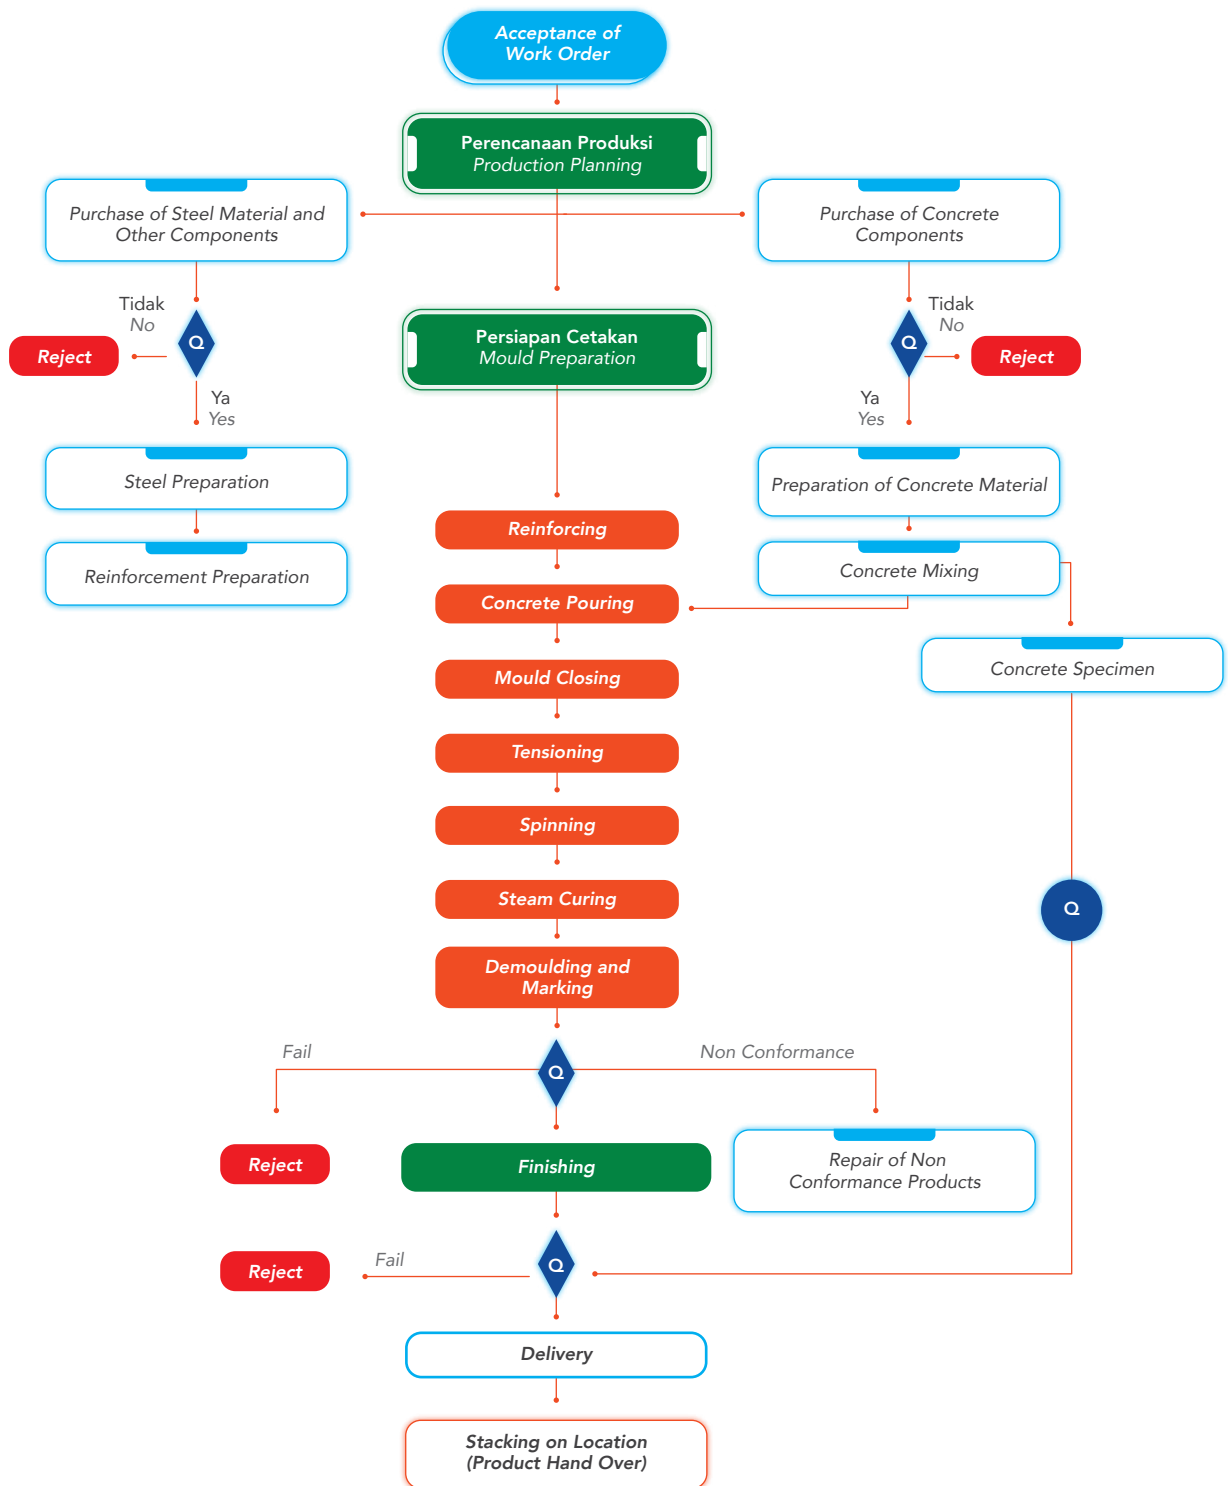 Acceptance of
Work Order
Perencanaan Produksi
Production Planning
Purchase of Steel Material and
Other Components
Purchase of Concrete
Components
Tidak
No
Q
Reject
Ya
Yes
Persiapan Cetakan
Mould Preparation
Tidak
No
Q
Reject
Ya
Yes
Steel Preparation
Preparation of Concrete Material
Reinforcing
Reinforcement Preparation
Concrete Mixing
Concrete Pouring
Mould Closing
Concrete Specimen
Tensioning
Spinning
Steam Curing
Q
Demoulding and
Marking
Fail
Q
Non Conformance
Reject
Finishing
Repair of Non
Conformance Products
Reject
Fail
Q
Delivery
Stacking on Location
(Product Hand Over)